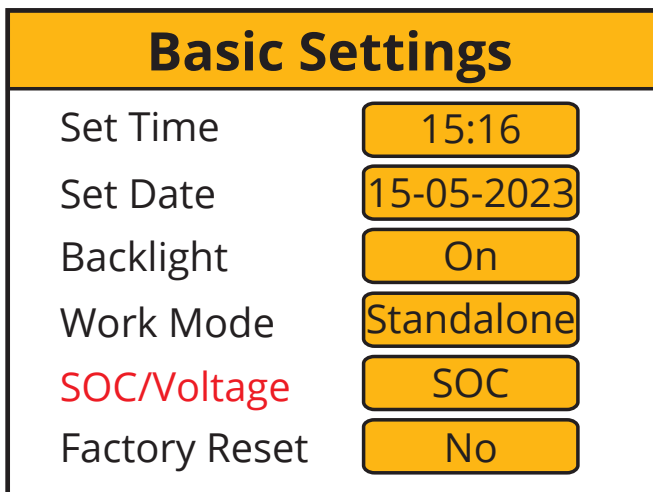 Basic Settings
Set Time 15:16
Set Date 15-05-2023
Backlight On
Work Mode Standalone
SOC/Voltage SOC
Factory Reset No